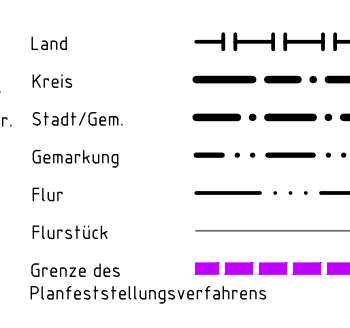 Land
Kreis
r. Stadt/Gem.
Gemarkung
Flur
Flurstück
Grenze des
Planfeststellungsverfahrens